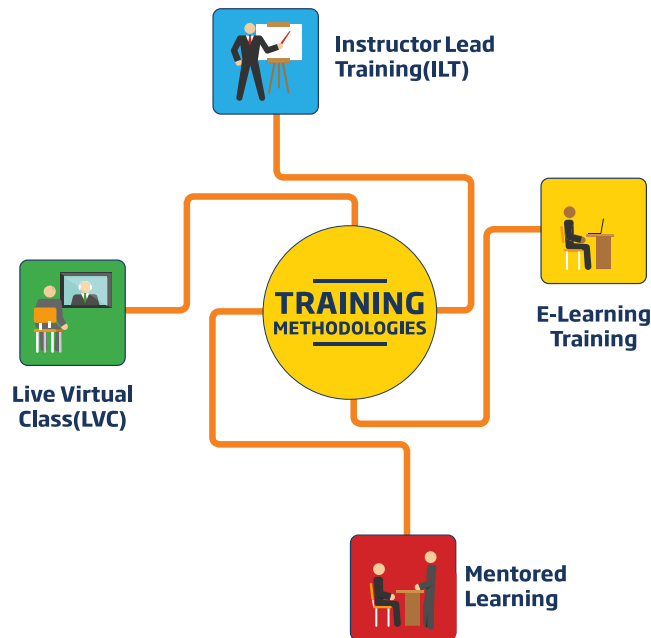 Instructor Lead
Training(ILT)
TRAINING
METHODOLOGIES
E-Learning
Training
Live Virtual
Class(LVC)
Mentored
Learning